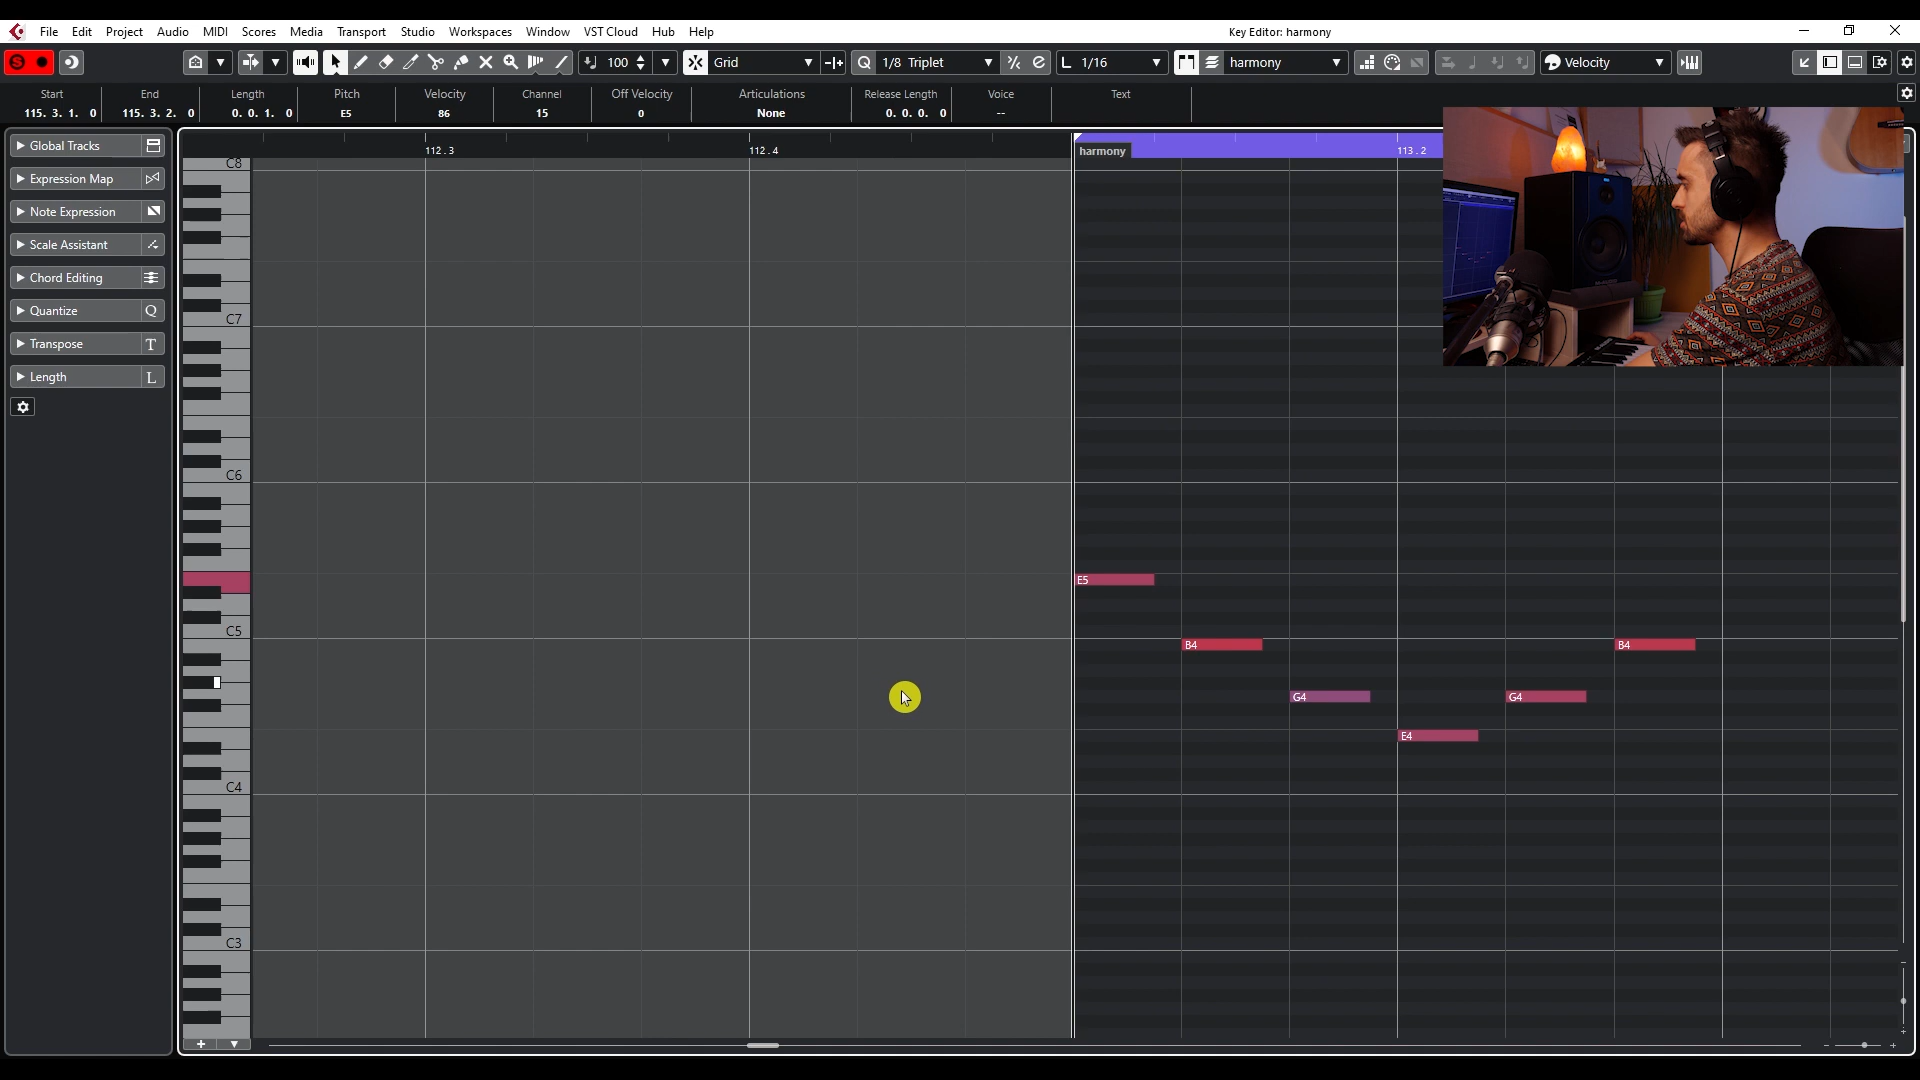 File Edit Project Audio MIDI Scores Media Transport Studio Workspaces Window VST Cloud Hub Help Key Editor: harmony
100 Grid 1/8 Triplet 1/16 harmony Velocity
Start End Length Pitch Velocity Channel Off Velocity Articulations Release Length Voice Text
115. 3. 1. 0 115. 3. 2. 0 0. 0. 1. 0 E5 86 15 0 None 0. 0. 0. 0 --
Global Tracks
Expression Map
Note Expression
Scale Assistant
Chord Editing
Quantize Q
Transpose T
Length L
112.3 112.4 harmony 113.2
C8
C7
C6
E5
C5
B4 B4
G4 G4
E4
C4
C3